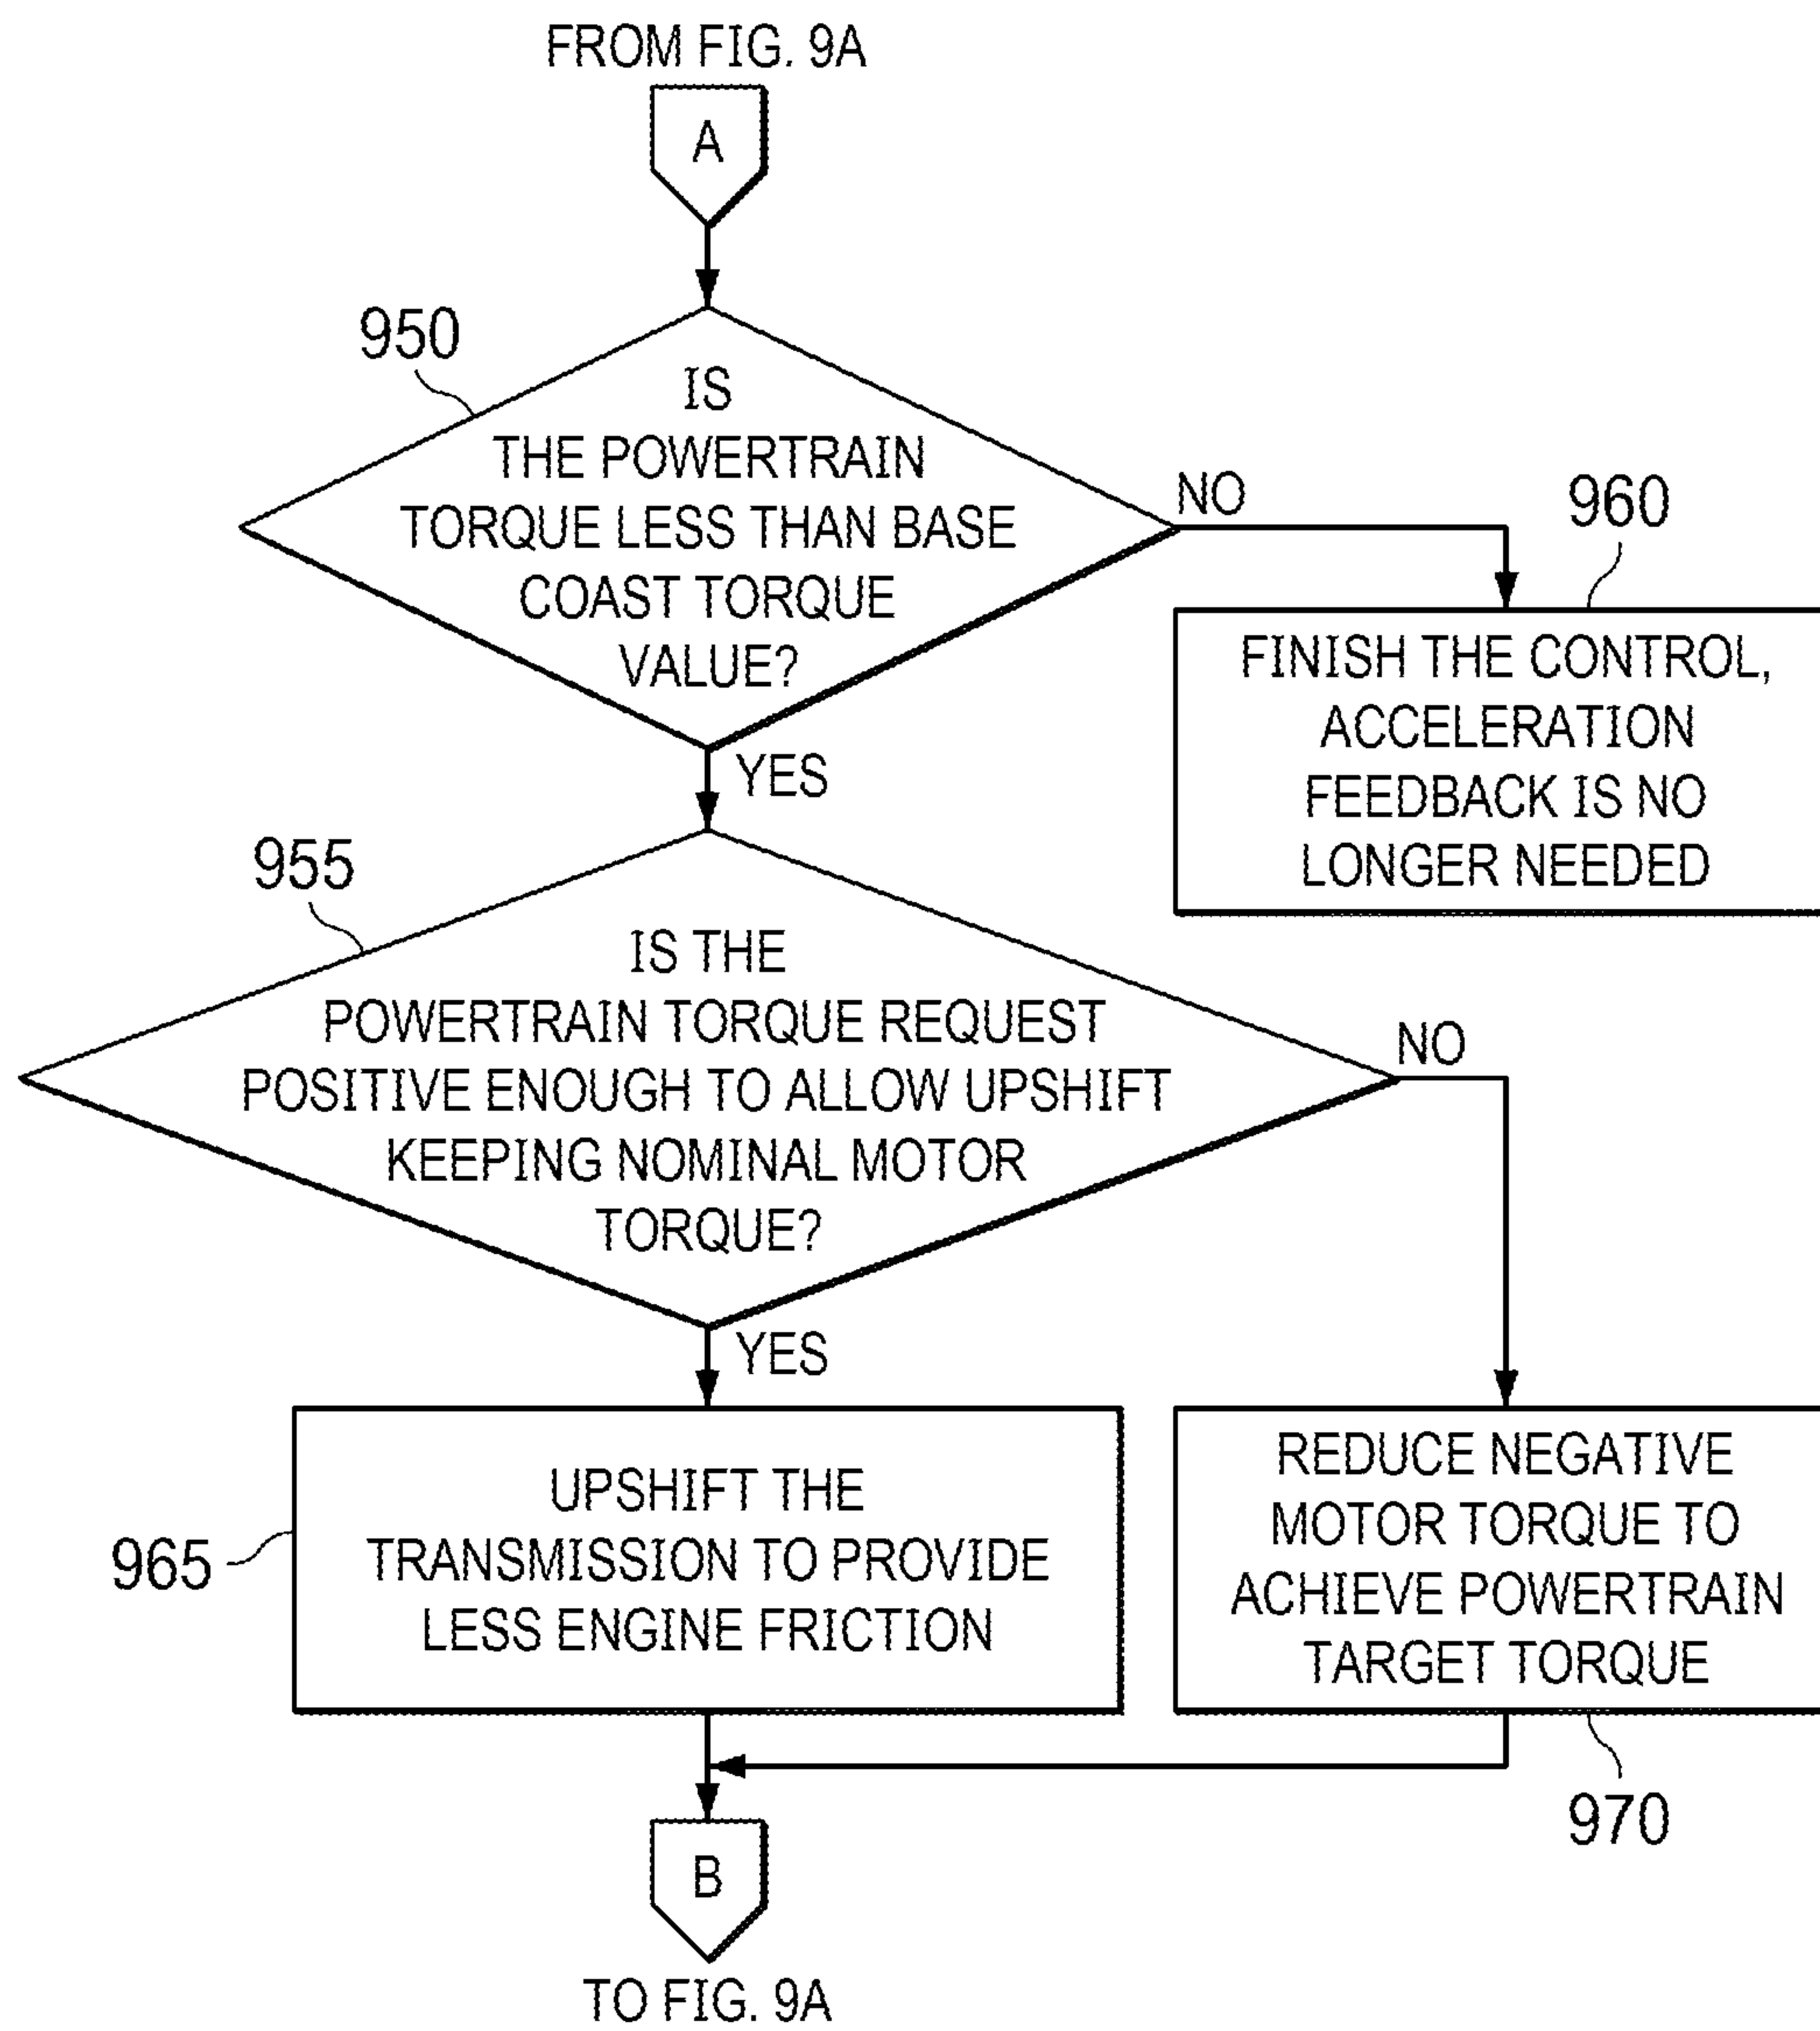 FROM FIG. 9A
A
950
IS
THE POWERTRAIN
TORQUE LESS THAN BASE
COAST TORQUE
VALUE?
NO
960
FINISH THE CONTROL,
ACCELERATION
FEEDBACK IS NO
LONGER NEEDED
YES
955
IS THE
POWERTRAIN TORQUE REQUEST
POSITIVE ENOUGH TO ALLOW UPSHIFT
KEEPING NOMINAL MOTOR
TORQUE?
NO
YES
965
UPSHIFT THE
TRANSMISSION TO PROVIDE
LESS ENGINE FRICTION
REDUCE NEGATIVE
MOTOR TORQUE TO
ACHIEVE POWERTRAIN
TARGET TORQUE
970
B
TO FIG. 9A